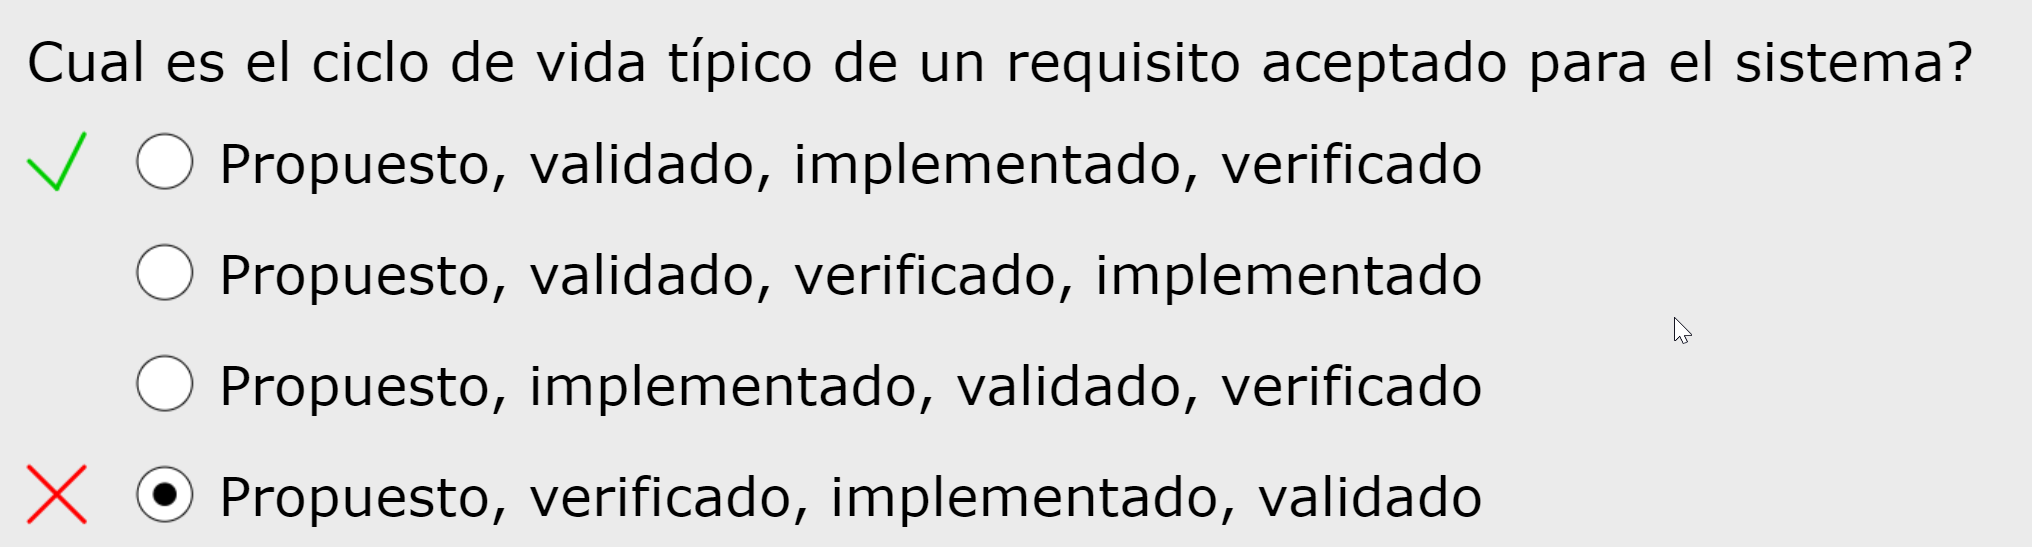 Cual es el ciclo de vida típico de un requisito aceptado para el sistema?
Propuesto, validado, implementado, verificado
Propuesto, validado, verificado, implementado
Propuesto, implementado, validado, verificado
Propuesto, verificado, implementado, validado